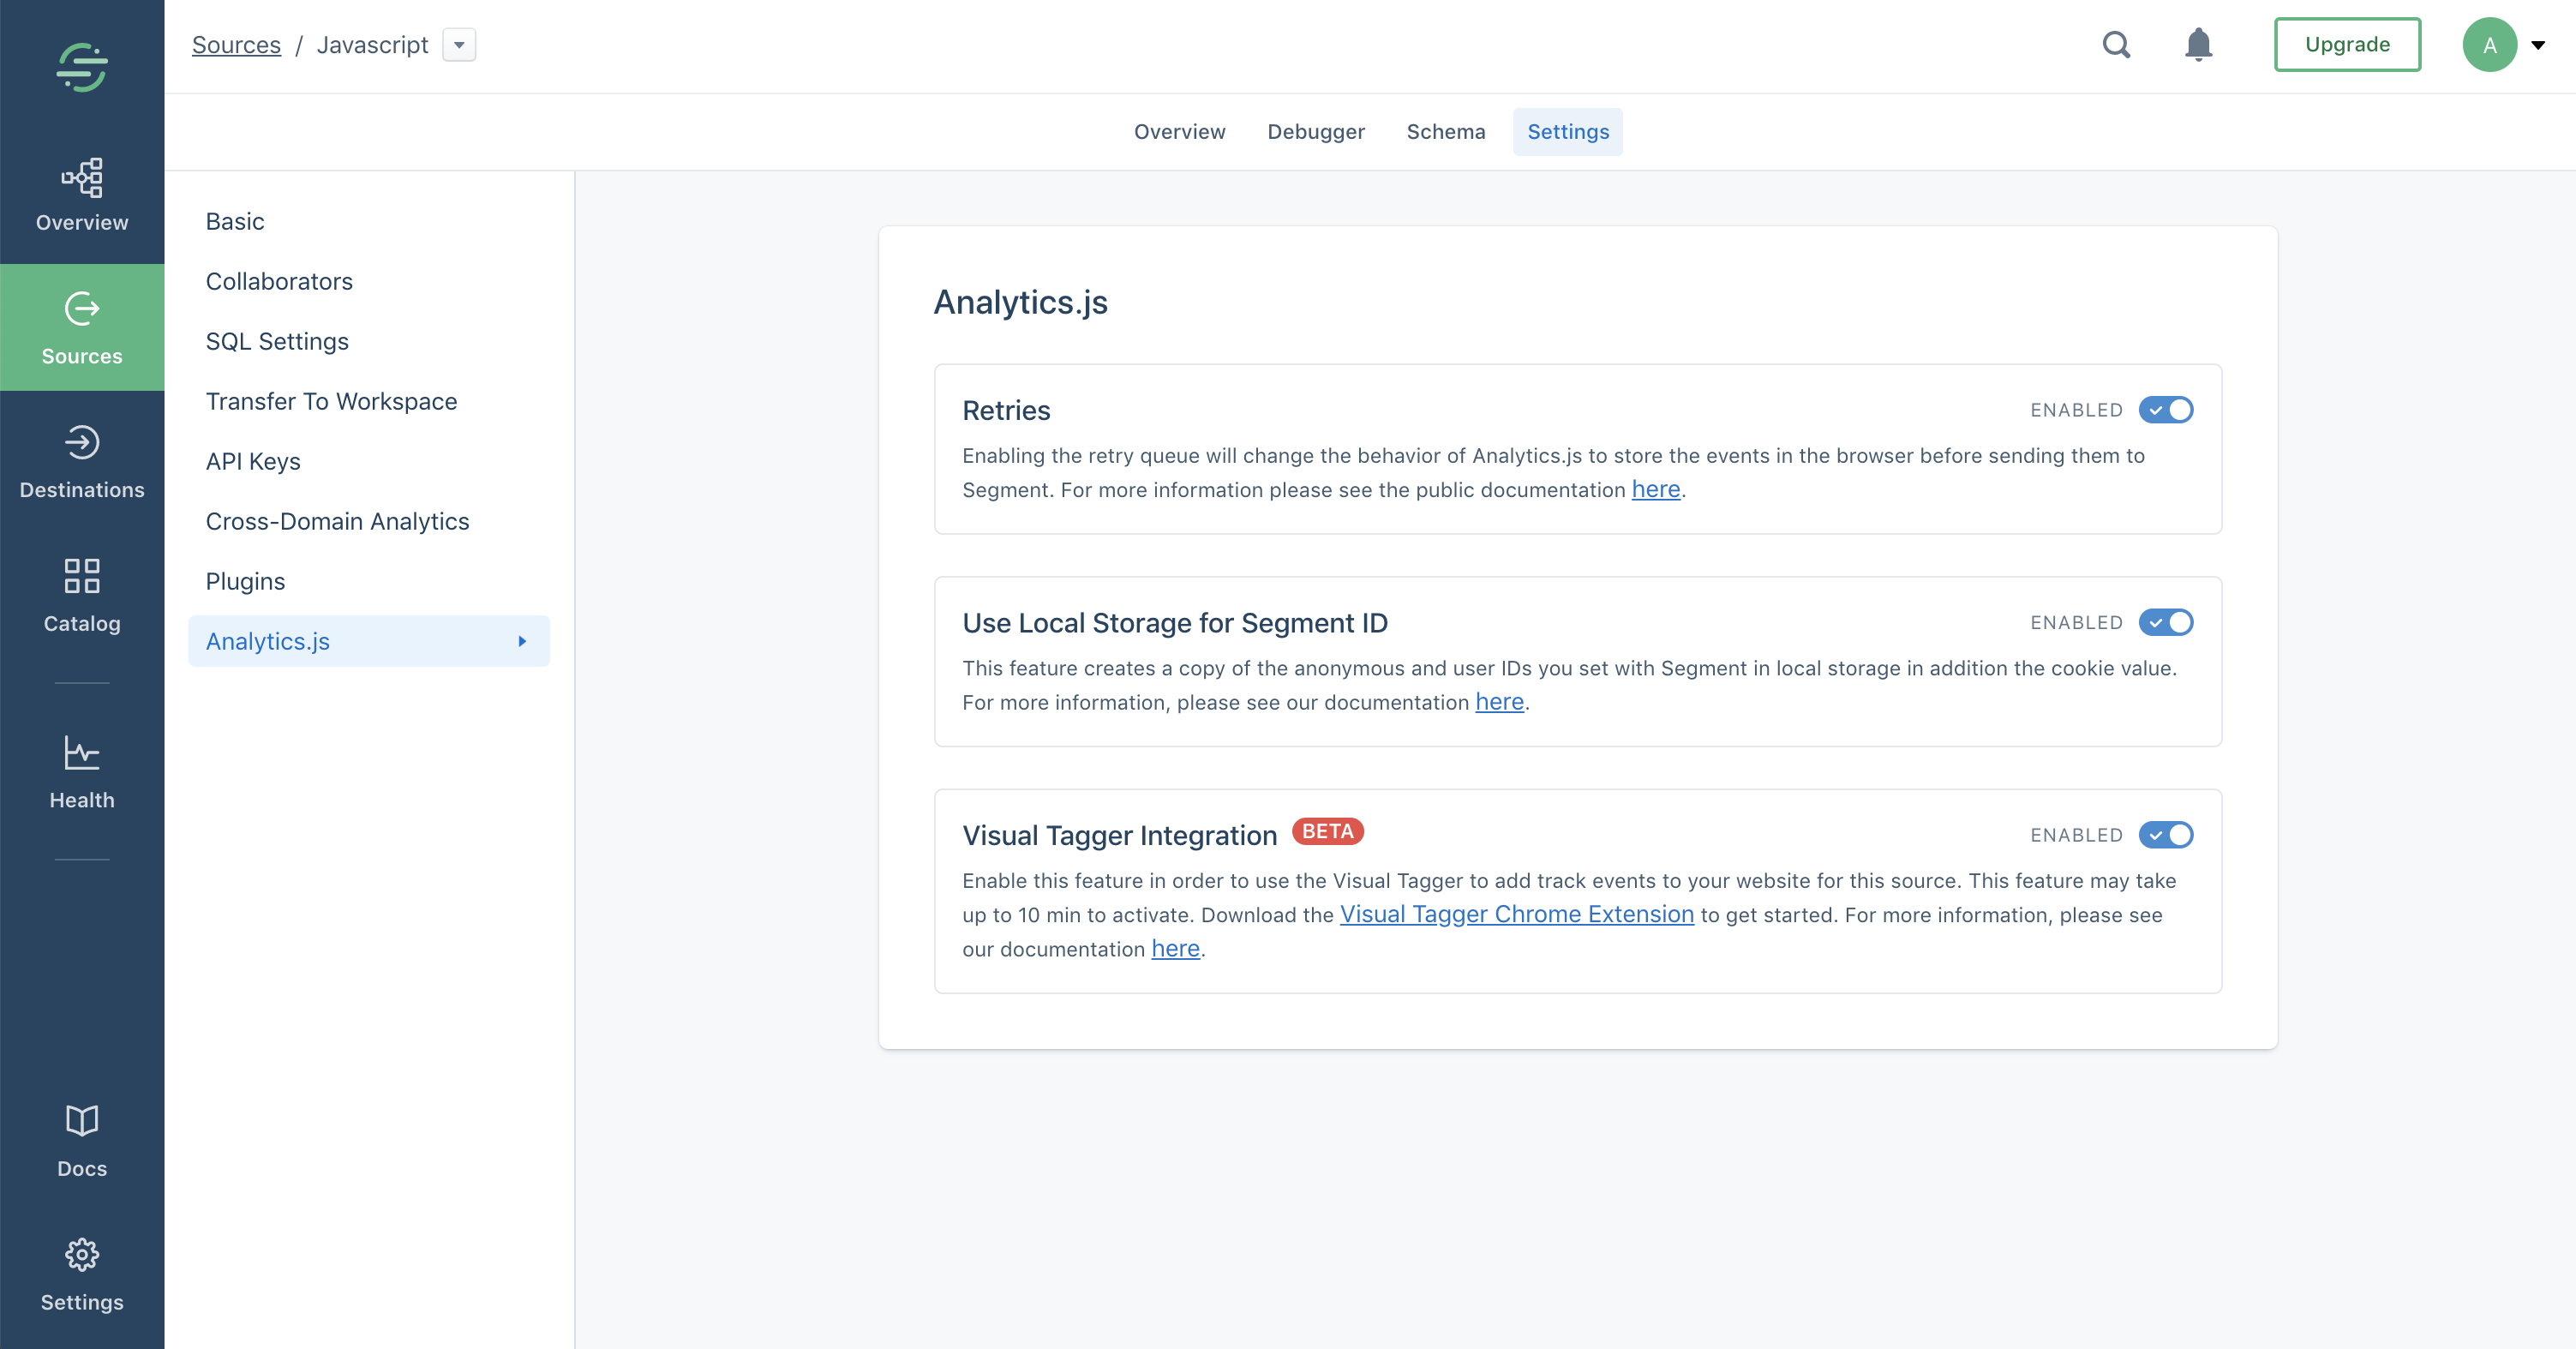 Sources / Javascript
Upgrade
A
Overview
Debugger
Schema
Settings
Overview
Sources
Destinations
Catalog
Health
Docs
Settings
Basic
Collaborators
SQL Settings
Transfer To Workspace
API Keys
Cross-Domain Analytics
Plugins
Analytics.js
Analytics.js
Retries
ENABLED
Enabling the retry queue will change the behavior of Analytics.js to store the events in the browser before sending them to
Segment. For more information please see the public documentation here.
Use Local Storage for Segment ID
ENABLED
This feature creates a copy of the anonymous and user IDs you set with Segment in local storage in addition the cookie value.
For more information, please see our documentation here.
Visual Tagger Integration BETA
ENABLED
Enable this feature in order to use the Visual Tagger to add track events to your website for this source. This feature may take
up to 10 min to activate. Download the Visual Tagger Chrome Extension to get started. For more information, please see
our documentation here.